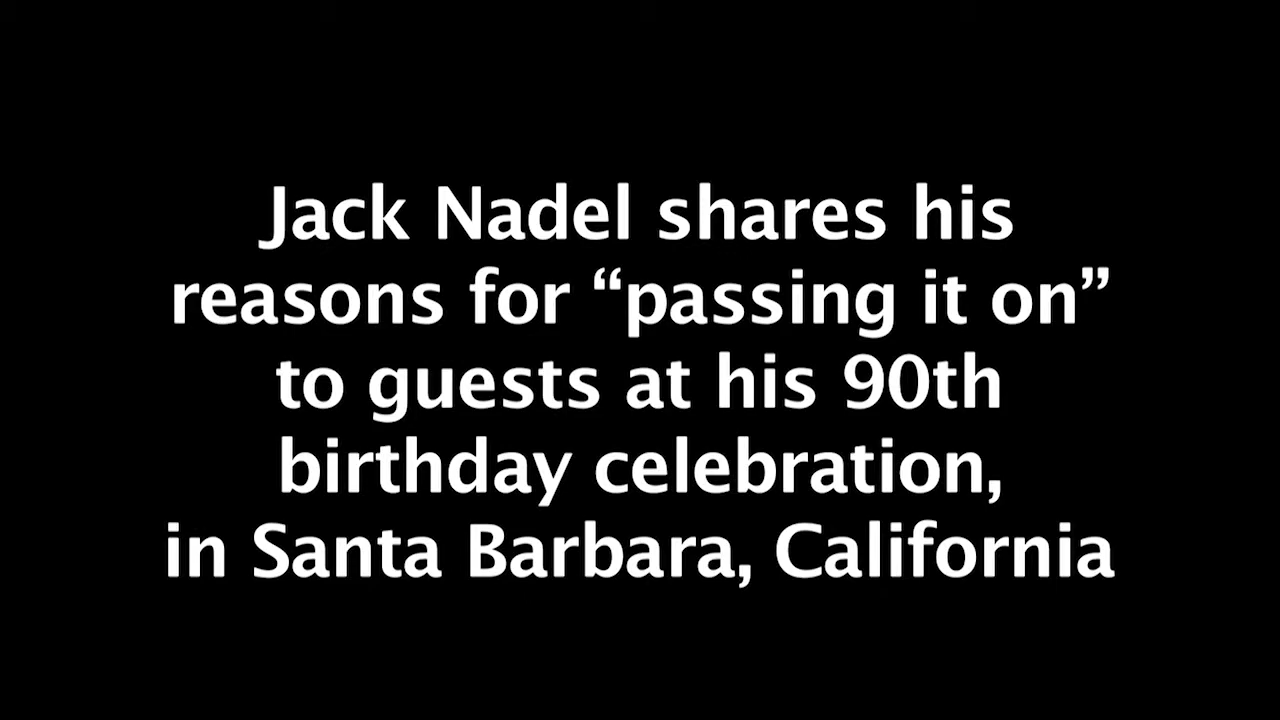 Jack Nadel shares his
reasons for “passing it on”
to guests at his 90th
birthday celebration,
in Santa Barbara, California